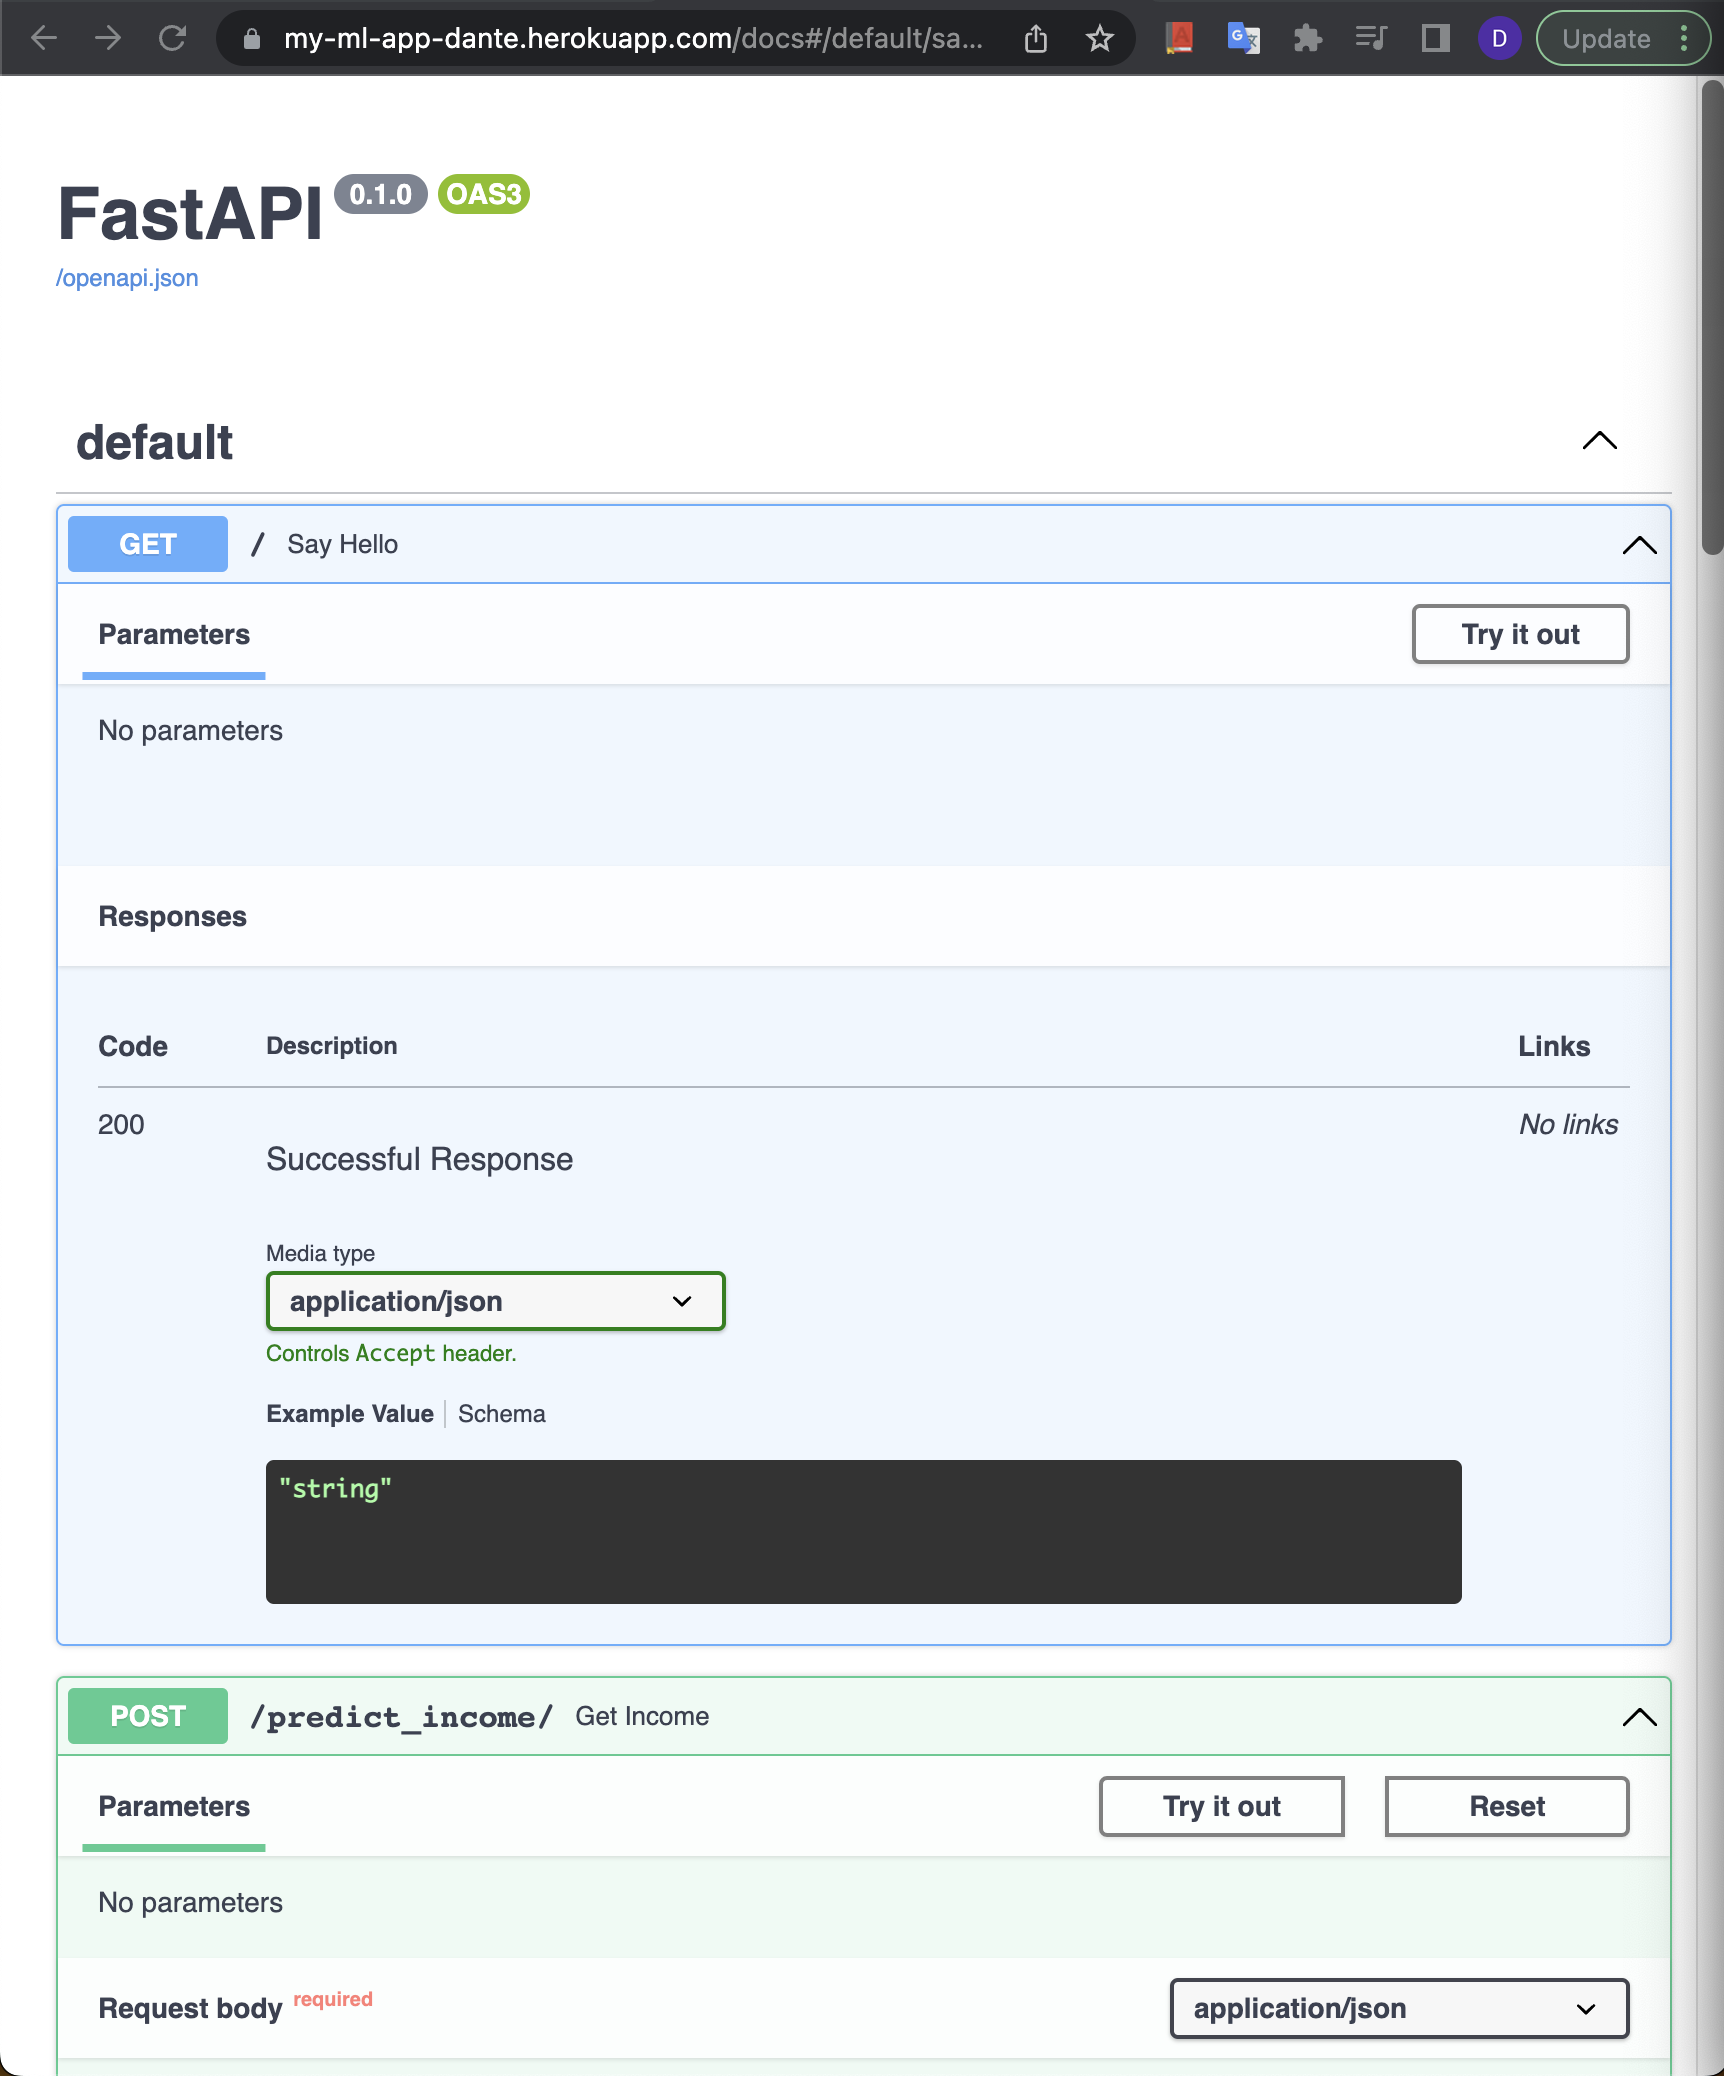 my-ml-app-dante.herokuapp.com/docs#/default/sa...
D
Update
FastAPI 0.1.0 OAS3
/openapi.json
default
GET / Say Hello
Parameters
Try it out
No parameters
Responses
Code Description Links
200 No links
Successful Response
Media type
application/json
Controls Accept header.
Example Value Schema
"string"
POST /predict_income/ Get Income
Parameters
Try it out Reset
No parameters
Request body required
application/json